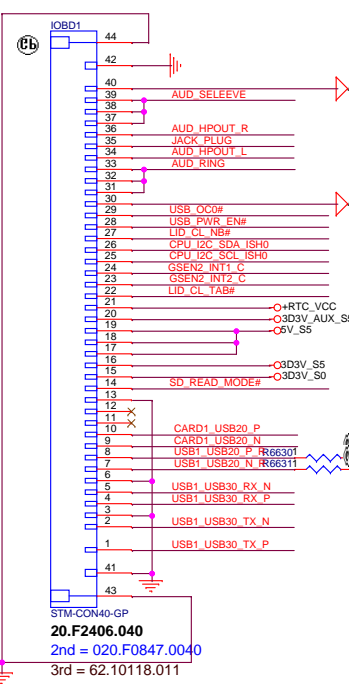 IOBD1
44
42
40
39 AUD_SELEEVE
38
37
36 AUD_HPOUT_R
35 JACK_PLUG
34 AUD_HPOUT_L
33 AUD_RING
32
31
30
29 USB_OC0#
28 USB_PWR_EN#
27 LID_CL_NB#
26 CPU_I2C_SDA_ISH0
25 CPU_I2C_SCL_ISH0
24 GSEN2_INT1_C
23 GSEN2_INT2_C
22 LID_CL_TAB#
21 +RTC_VCC
20 3D3V_AUX_S5
19 5V_S5
18
17
16 3D3V_S5
15 3D3V_S0
14 SD_READ_MODE#
13
12
11
10 CARD1_USB20_P
9 CARD1_USB20_N
8 USB1_USB20_P_R R66301
7 USB1_USB20_N_R R66311
6
5 USB1_USB30_RX_N
4 USB1_USB30_RX_P
3
2 USB1_USB30_TX_N
1 USB1_USB30_TX_P
41
43
STM-CON40-GP
20.F2406.040
2nd = 020.F0847.0040
3rd = 62.10118.011